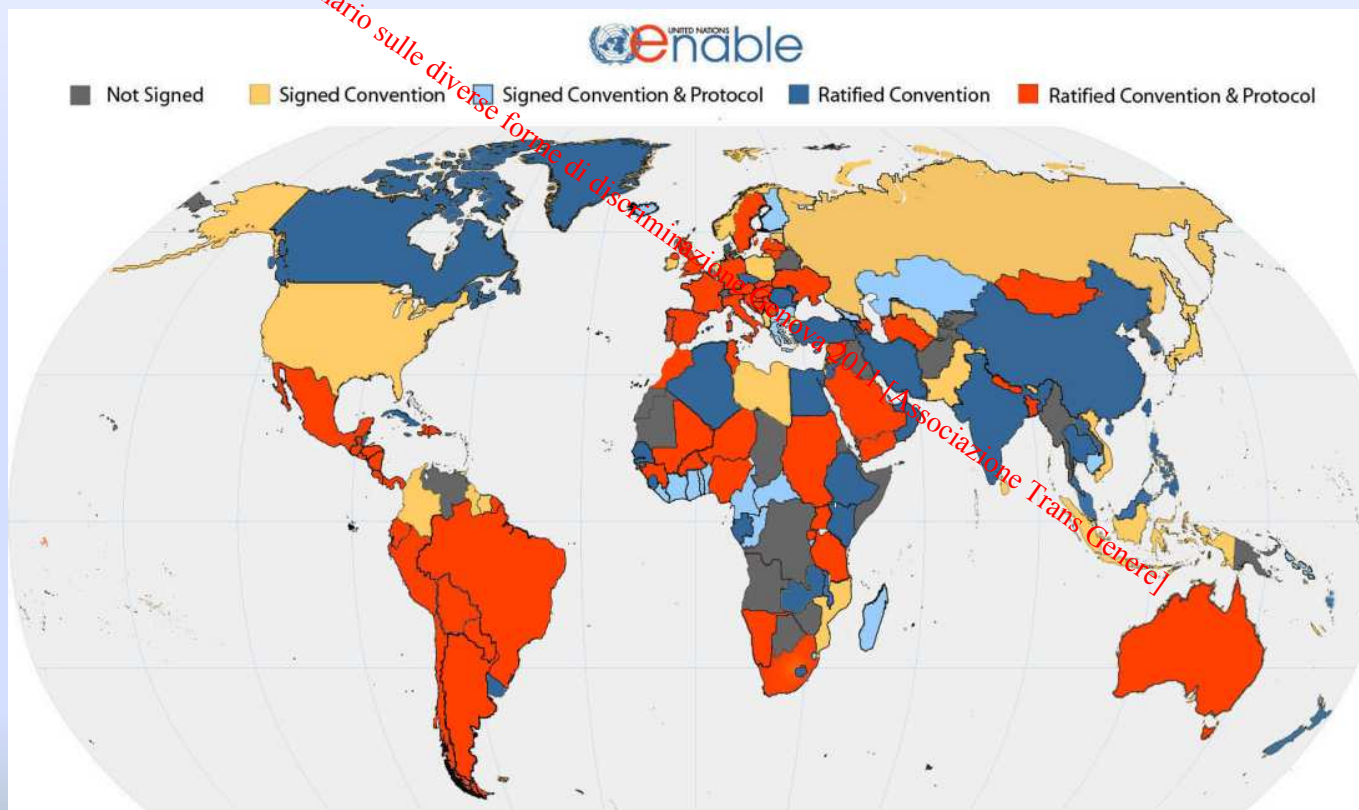 UNITED NATIONS
enable
Not Signed
Signed Convention
Signed Convention & Protocol
Ratified Convention
Ratified Convention & Protocol
sulle diverse forme di discriminazione Genova 2011 [Associazione Trans Genere]